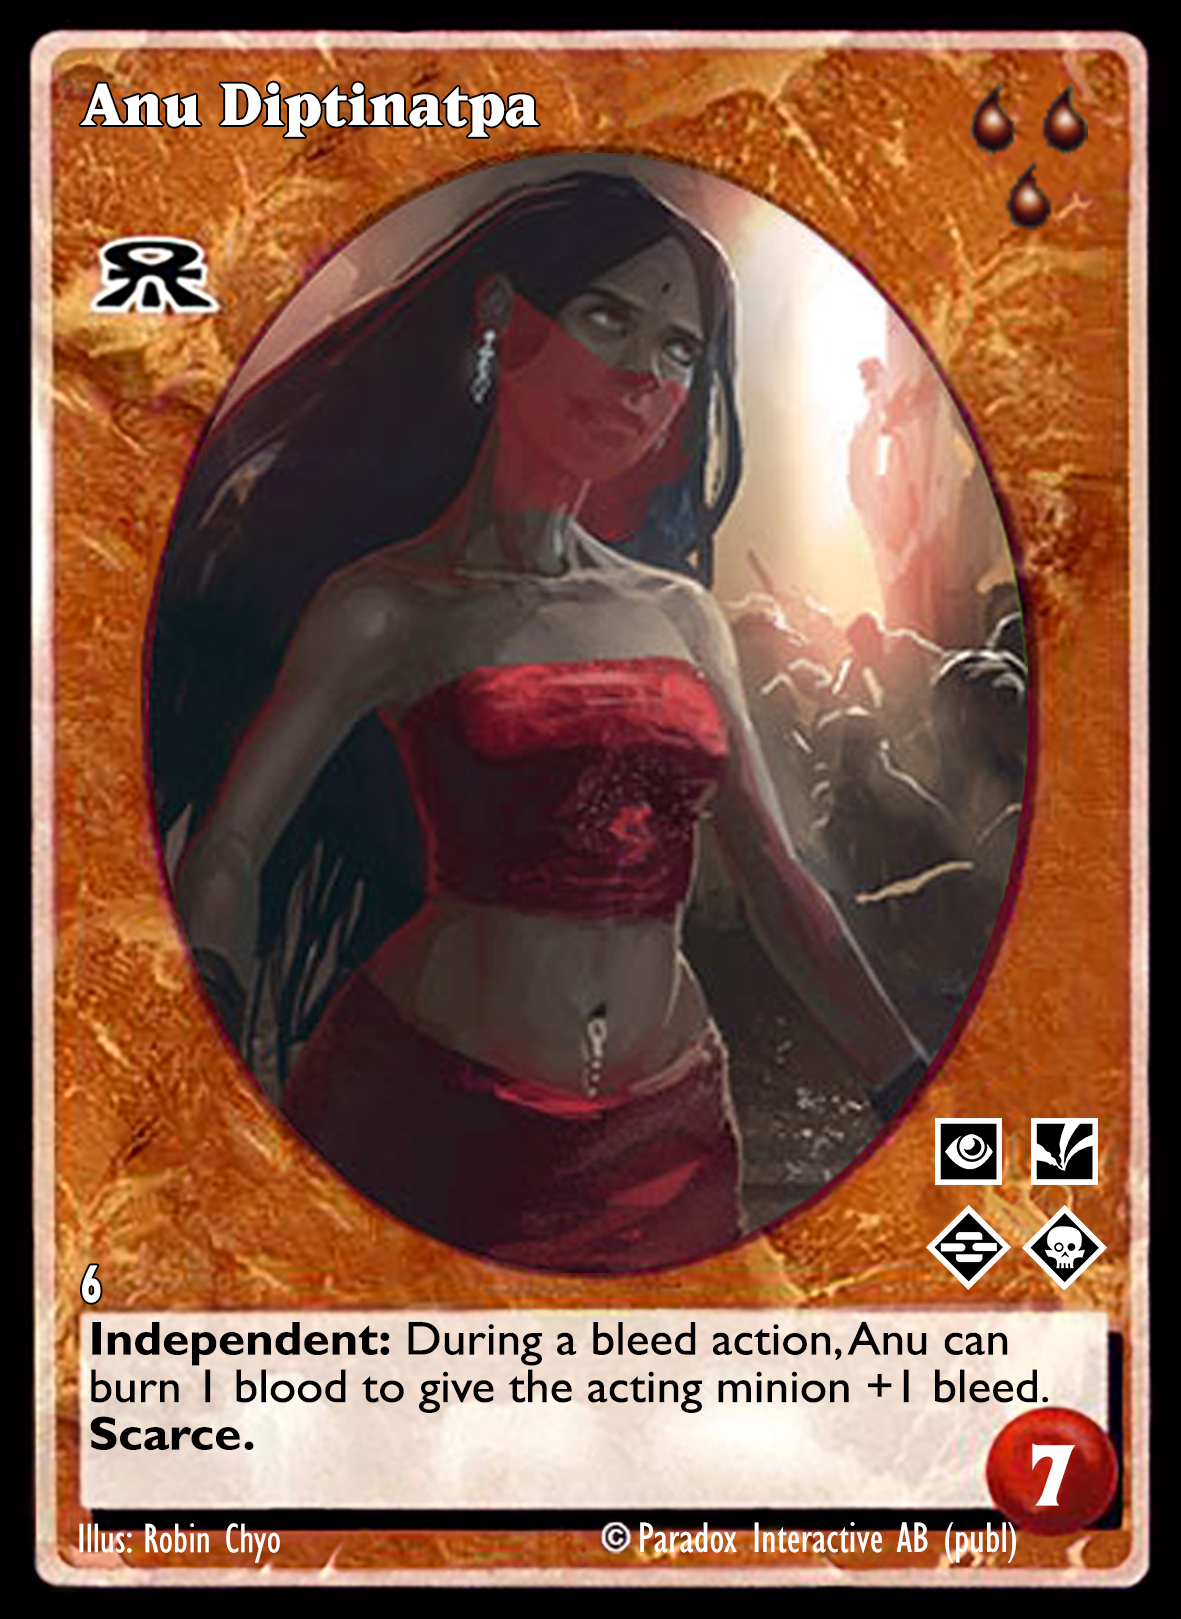 Anu Diptinatpa
6
Independent: During a bleed action, Anu can
burn 1 blood to give the acting minion +1 bleed.
Scarce.
7
Illus: Robin Chyo
© Paradox Interactive AB (publ)